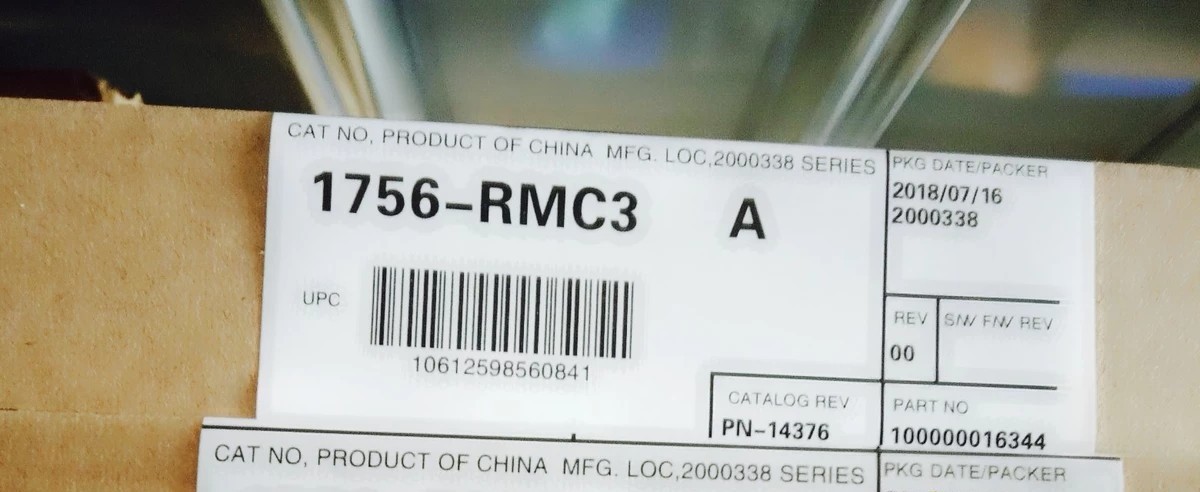 CAT NO, PRODUCT OF CHINA MFG. LOC,2000338 SERIES
1756-RMC3 A
UPC
10612598560841
PKG DATE/PACKER
2018/07/16
2000338
REV
00
S/W F/W REV
CATALOG REV
PN-14376
PART NO
100000016344
CAT NO, PRODUCT OF CHINA MFG. LOC,2000338 SERIES
PKG DATE/PACKER